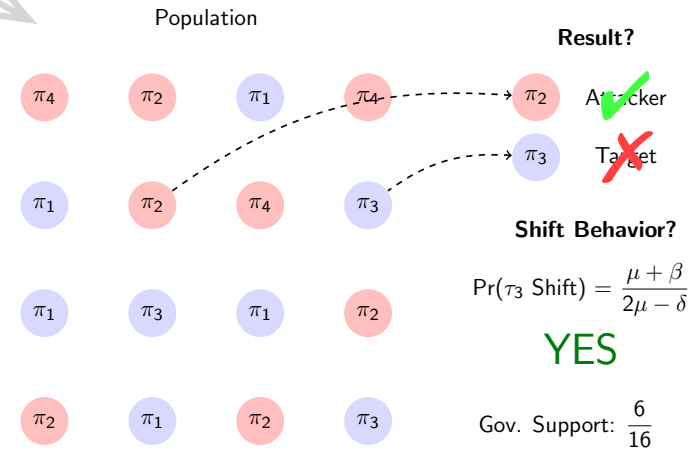 Population
Result?
π4 π2 π1 π4
π2 Attacker
π3 Target
π1 π2 π4 π3
Shift Behavior?
Pr(τ3 Shift) = (μ + β) / (2μ − δ)
π1 π3 π1 π2
YES
π2 π1 π2 π3
Gov. Support: 6/16